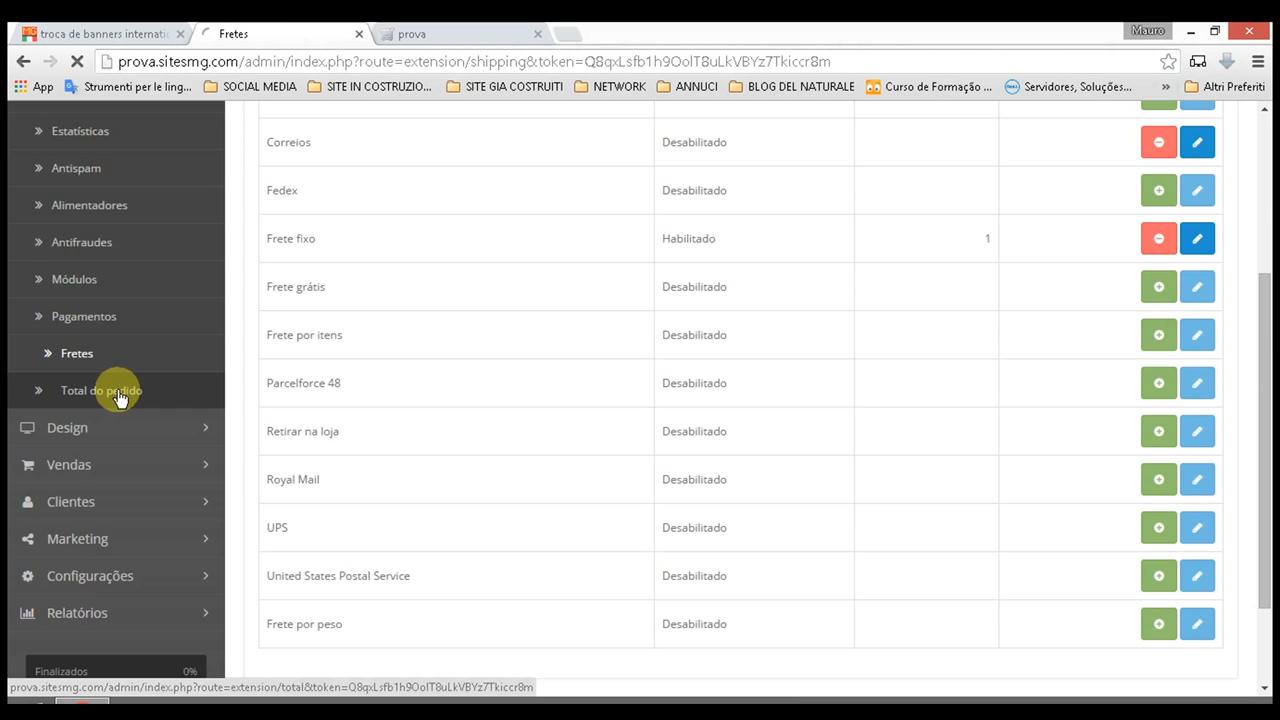 troca de banners internati
Fretes
prova
Mauro
prova.sitesmg.com/admin/index.php?route=extension/shipping&token=Q8qxLsfb1h9OolT8uLkVBYz7Tkiccr8m
App
Strumenti per le ling...
SOCIAL MEDIA
SITE IN COSTRUZIO...
SITE GIA COSTRUITI
NETWORK
ANNUCI
BLOG DEL NATURALE
Curso de Formação ...
Servidores, Soluções...
»
Altri Preferiti
Estatísticas
Antispam
Alimentadores
Antifraudes
Módulos
Pagamentos
Fretes
Total do pedido
Design
Vendas
Clientes
Marketing
Configurações
Relatórios
Finalizados 0%
Correios Desabilitado
Fedex Desabilitado
Frete fixo Habilitado 1
Frete grátis Desabilitado
Frete por itens Desabilitado
Parcelforce 48 Desabilitado
Retirar na loja Desabilitado
Royal Mail Desabilitado
UPS Desabilitado
United States Postal Service Desabilitado
Frete por peso Desabilitado
prova.sitesmg.com/admin/index.php?route=extension/total&token=Q8qxLsfb1h9OolT8uLkVBYz7Tkiccr8m